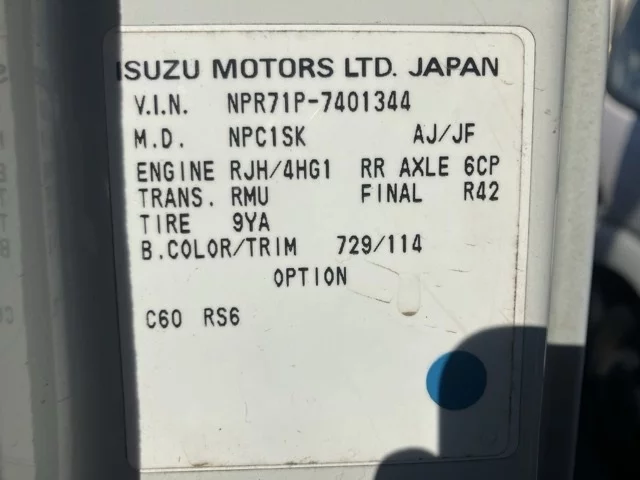 ISUZU MOTORS LTD. JAPAN
V.I.N. NPR71P-7401344
M.D. NPC1SK AJ/JF
ENGINE RJH/4HG1 RR AXLE 6CP
TRANS. RMU FINAL R42
TIRE 9YA
B.COLOR/TRIM 729/114
OPTION
C60 RS6